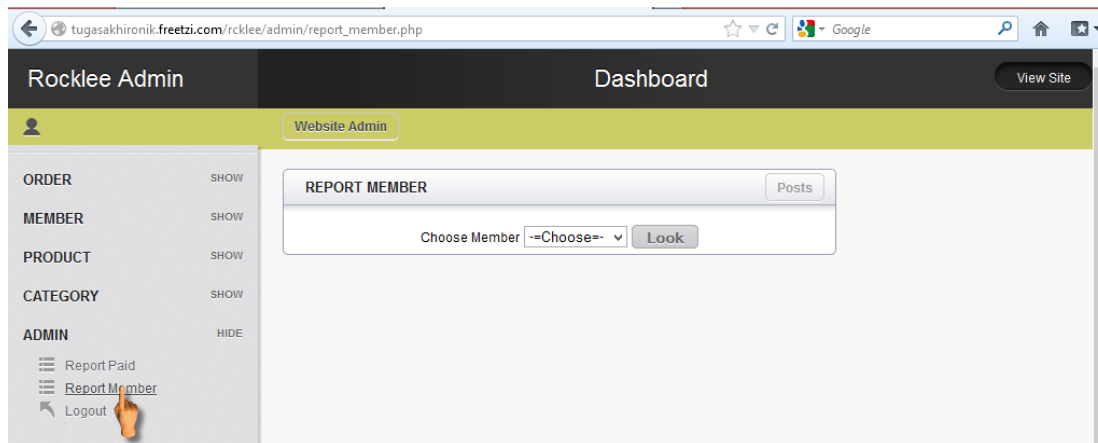 tugasakhironik.freetzi.com/rcklee/admin/report_member.php
Google
Rocklee Admin
Dashboard
View Site
Website Admin
ORDER SHOW
MEMBER SHOW
PRODUCT SHOW
CATEGORY SHOW
ADMIN HIDE
Report Paid
Report Member
Logout
REPORT MEMBER
Posts
Choose Member -=Choose=- Look